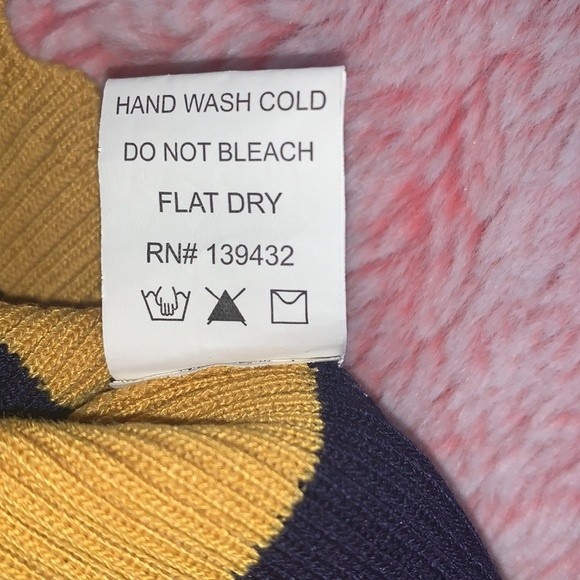 HAND WASH COLD
DO NOT BLEACH
FLAT DRY
RN# 139432